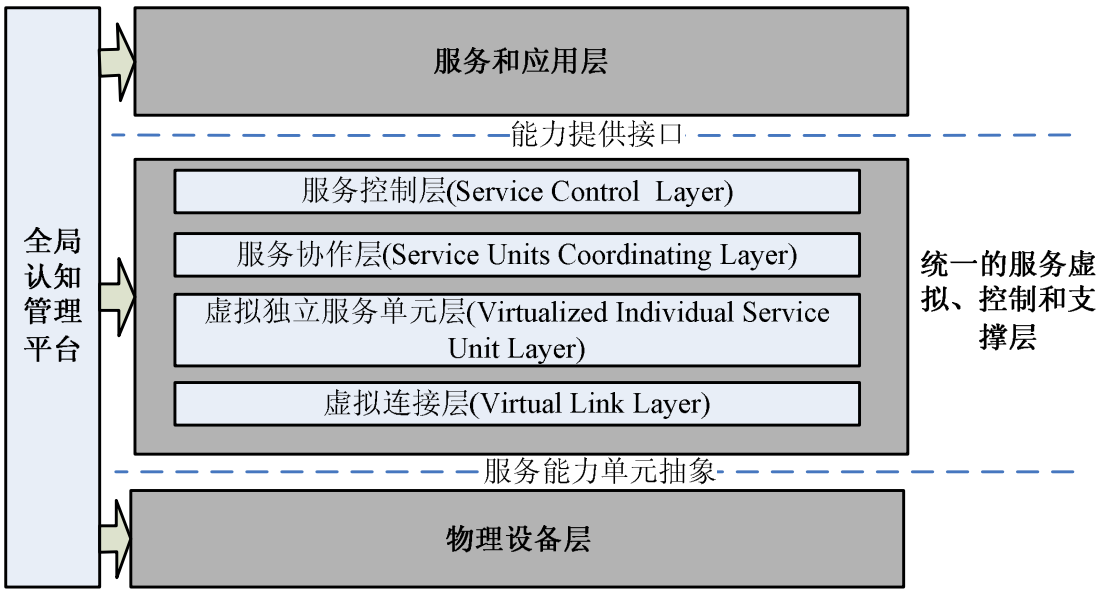 服务和应用层
能力提供接口
服务控制层(Service Control Layer)
服务协作层(Service Units Coordinating Layer)
虚拟独立服务单元层(Virtualized Individual Service
Unit Layer)
虚拟连接层(Virtual Link Layer)
全局
认知
管理
平台
统一的服务虚
拟、控制和支
撑层
服务能力单元抽象
物理设备层